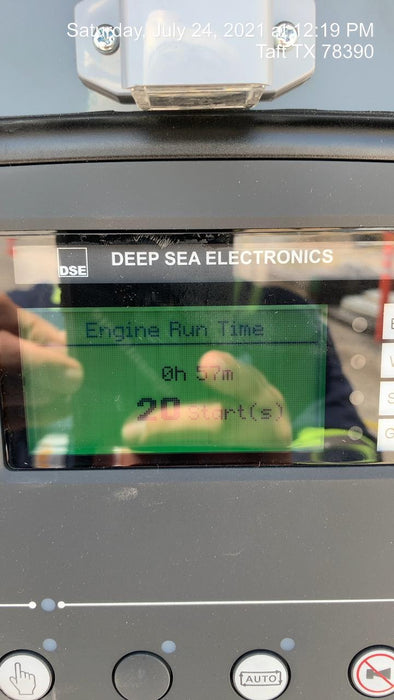 Saturday, July 24, 2021 at 12:19 PM
Taft TX 78390
DSE
DEEP SEA ELECTRONICS
Engine Run Time
0h 57m
20 Start(s)
E
V
S
G
AUTO